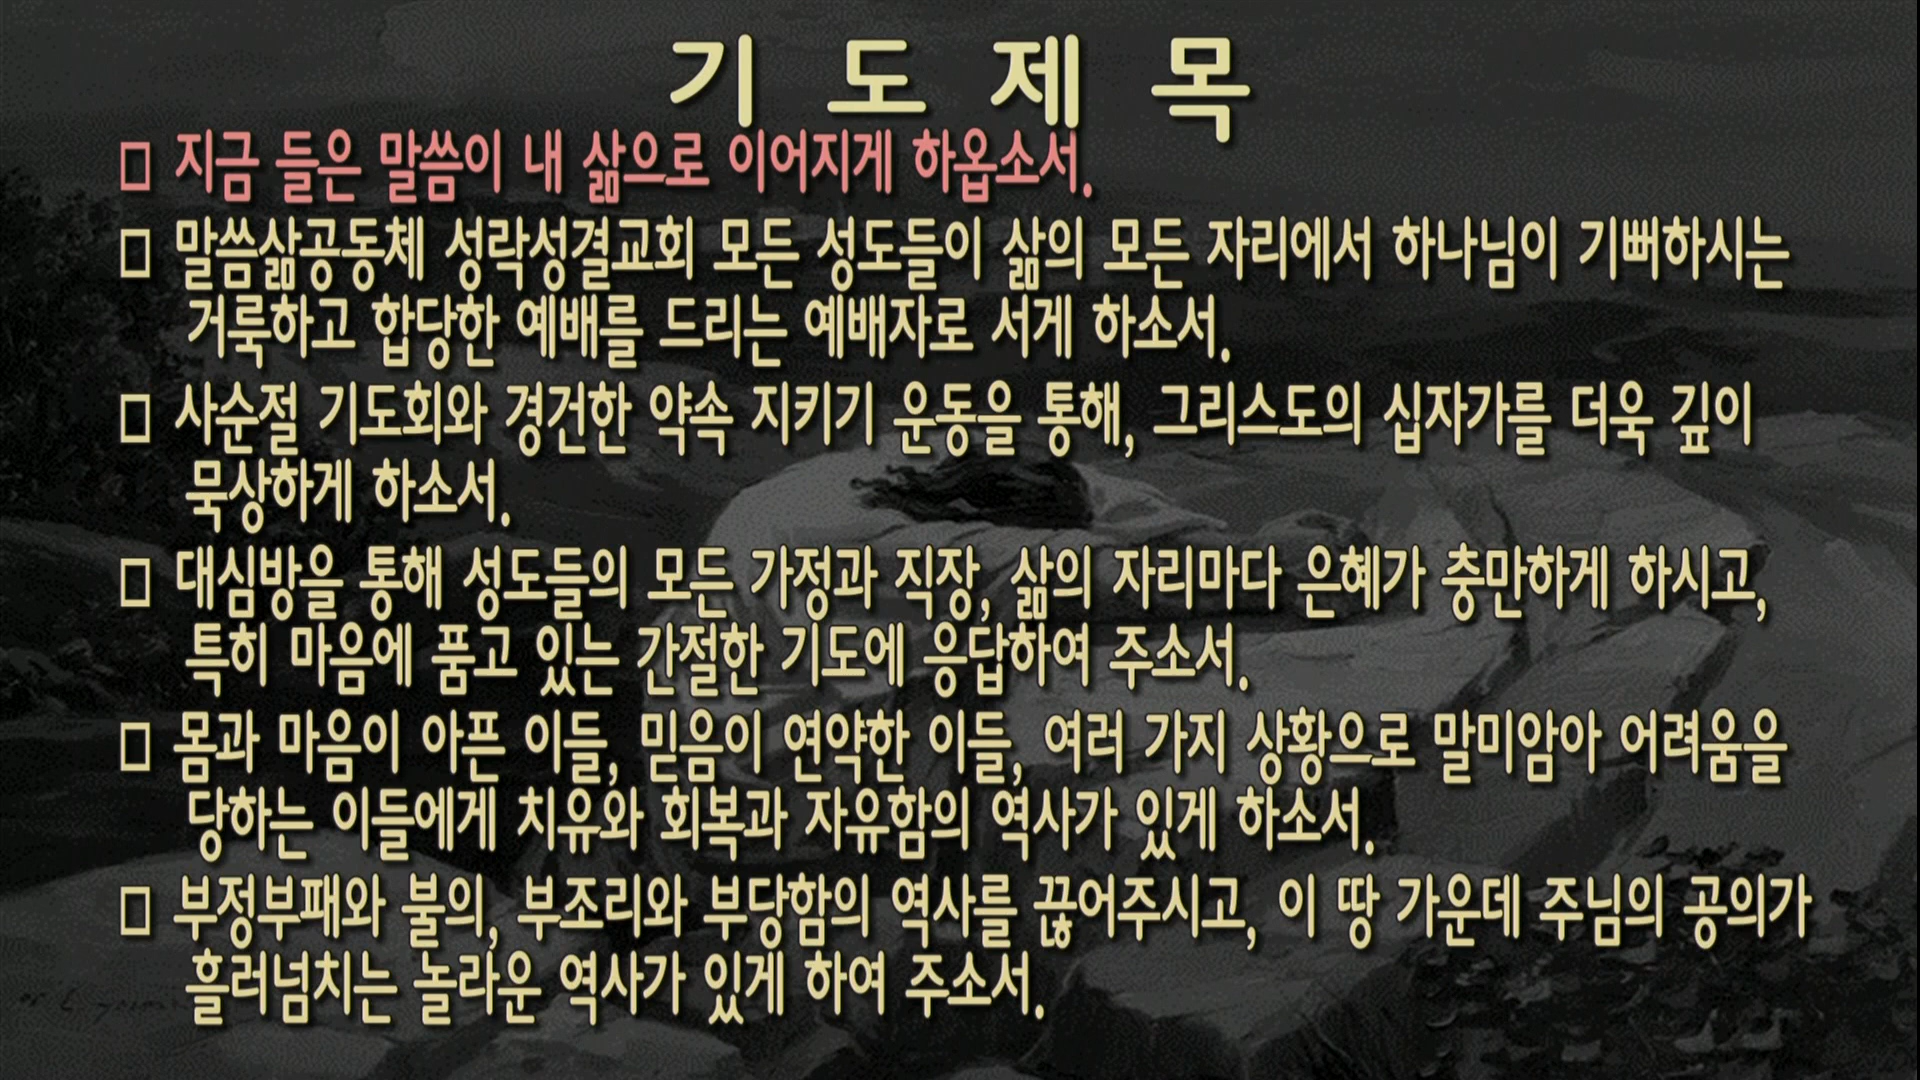 기 도 제 목
□ 지금 들은 말씀이 내 삶으로 이어지게 하옵소서.
□ 말씀삶공동체 성락성결교회 모든 성도들이 삶의 모든 자리에서 하나님이 기뻐하시는
거룩하고 합당한 예배를 드리는 예배자로 서게 하소서.
□ 사순절 기도회와 경건한 약속 지키기 운동을 통해, 그리스도의 십자가를 더욱 깊이
묵상하게 하소서.
□ 대심방을 통해 성도들의 모든 가정과 직장, 삶의 자리마다 은혜가 충만하게 하시고,
특히 마음에 품고 있는 간절한 기도에 응답하여 주소서.
□ 몸과 마음이 아픈 이들, 믿음이 연약한 이들, 여러 가지 상황으로 말미암아 어려움을
당하는 이들에게 치유와 회복과 자유함의 역사가 있게 하소서.
□ 부정부패와 불의, 부조리와 부당함의 역사를 끊어주시고, 이 땅 가운데 주님의 공의가
흘러넘치는 놀라운 역사가 있게 하여 주소서.